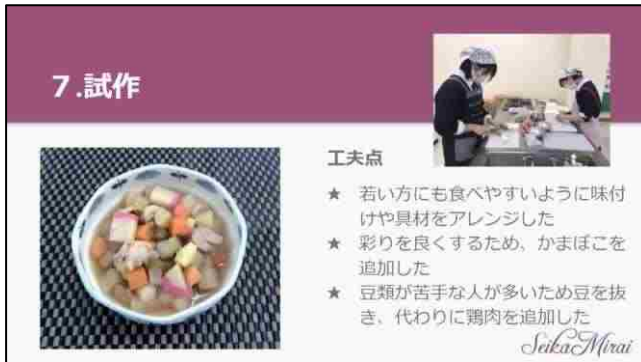 7.試作
工夫点
★ 若い方にも食べやすいように味付
けや具材をアレンジした
★ 彩りを良くするため、かまぼこを
追加した
★ 豆類が苦手な人が多いため豆を抜
き、代わりに鶏肉を追加した
SeikaMirai